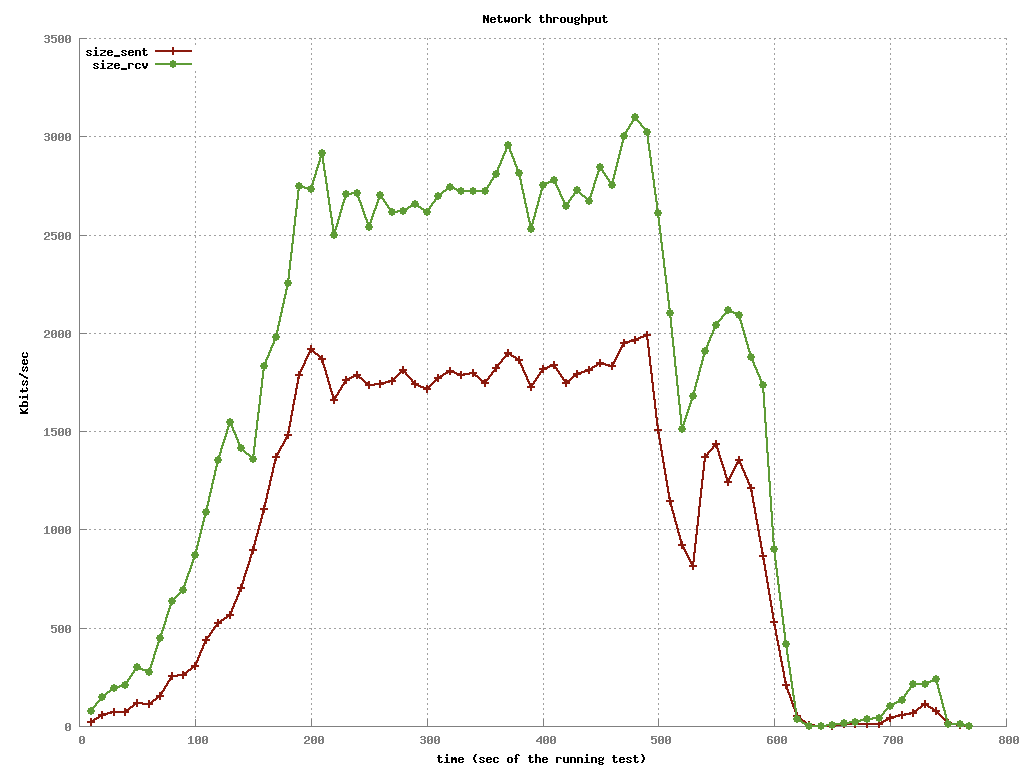 Network throughput
size_sent
size_rcv
3500
3000
2500
2000
1500
1000
500
0
Kbits/sec
0 100 200 300 400 500 600 700 800
time (sec of the running test)